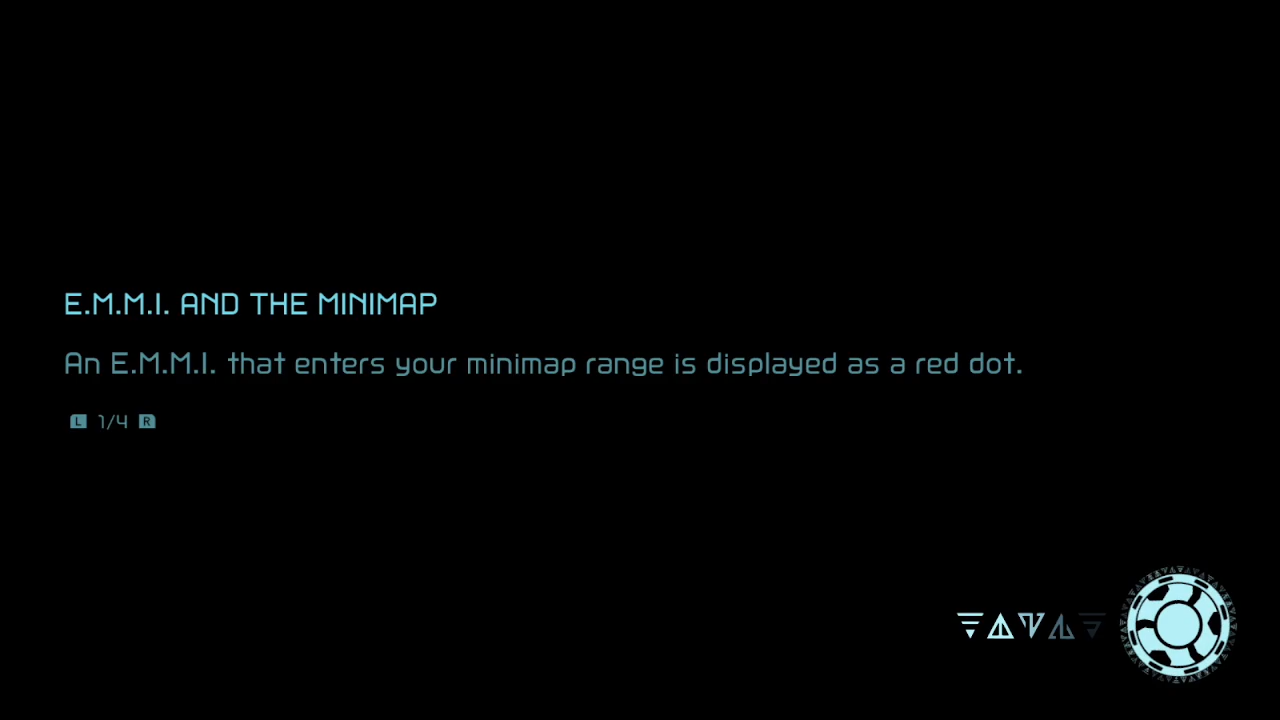 E.M.M.I. AND THE MINIMAP
An E.M.M.I. that enters your minimap range is displayed as a red dot.
L 1/4 R